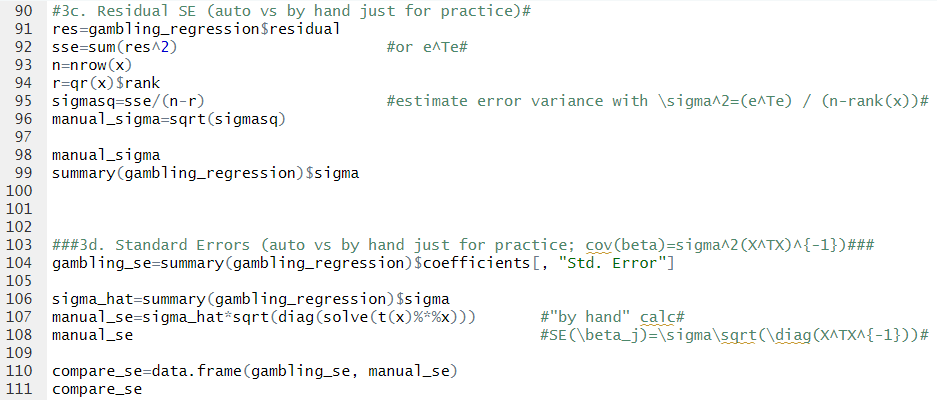 90 #3c. Residual SE (auto vs by hand just for practice)#
91 res=gambling_regression$residual
92 sse=sum(res^2) #or e^Te#
93 n=nrow(x)
94 r=qr(x)$rank
95 sigmasq=sse/(n-r) #estimate error variance with \sigma^2=(e^Te) / (n-rank(x))#
96 manual_sigma=sqrt(sigmasq)
97
98 manual_sigma
99 summary(gambling_regression)$sigma
100
101
102
103 ###3d. Standard Errors (auto vs by hand just for practice; cov(beta)=sigma^2(X^TX)^{-1})###
104 gambling_se=summary(gambling_regression)$coefficients[, "Std. Error"]
105
106 sigma_hat=summary(gambling_regression)$sigma
107 manual_se=sigma_hat*sqrt(diag(solve(t(x)%*%x))) #"by hand" calc#
108 manual_se #SE(\beta_j)=\sigma\sqrt(\diag(X^TX^{-1}))#
109
110 compare_se=data.frame(gambling_se, manual_se)
111 compare_se